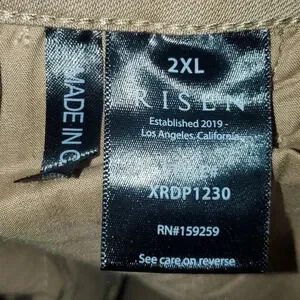 2XL
RISEN
Established 2019 -
Los Angeles, California
XRDP1230
RN#159259
See care on reverse
MADE IN C